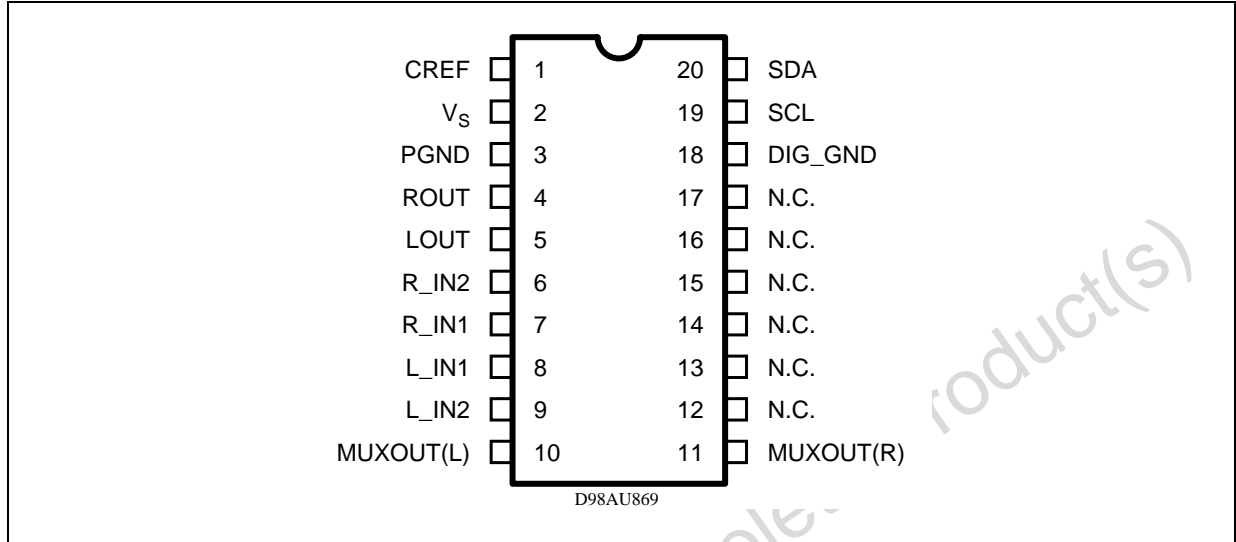 CREF 1 20 SDA
VS 2 19 SCL
PGND 3 18 DIG_GND
ROUT 4 17 N.C.
LOUT 5 16 N.C.
R_IN2 6 15 N.C.
R_IN1 7 14 N.C.
L_IN1 8 13 N.C.
L_IN2 9 12 N.C.
MUXOUT(L) 10 11 MUXOUT(R)
D98AU869